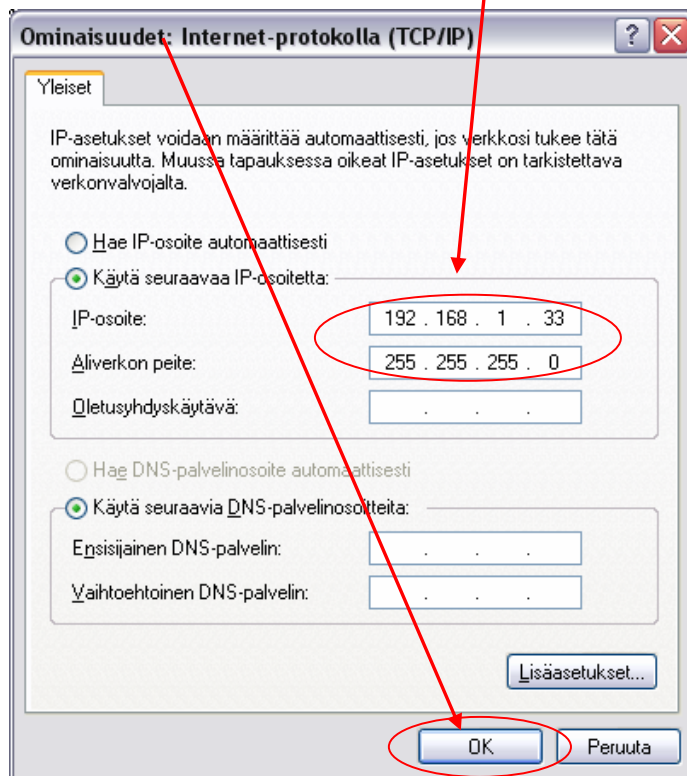 Ominaisuudet: Internet-protokolla (TCP/IP)
Yleiset
IP-asetukset voidaan määrittää automaattisesti, jos verkkosi tukee tätä
ominaisuutta. Muussa tapauksessa oikeat IP-asetukset on tarkistettava
verkonvalvojalta.
Hae IP-osoite automaattisesti
Käytä seuraavaa IP-osoitetta:
IP-osoite: 192 . 168 . 1 . 33
Aliverkon peite: 255 . 255 . 255 . 0
Oletusyhdyskäytävä: . . .
Hae DNS-palvelinosoite automaattisesti
Käytä seuraavia DNS-palvelinosoitteita:
Ensisijainen DNS-palvelin: . . .
Vaihtoehtoinen DNS-palvelin: . . .
Lisäasetukset...
OK Peruuta